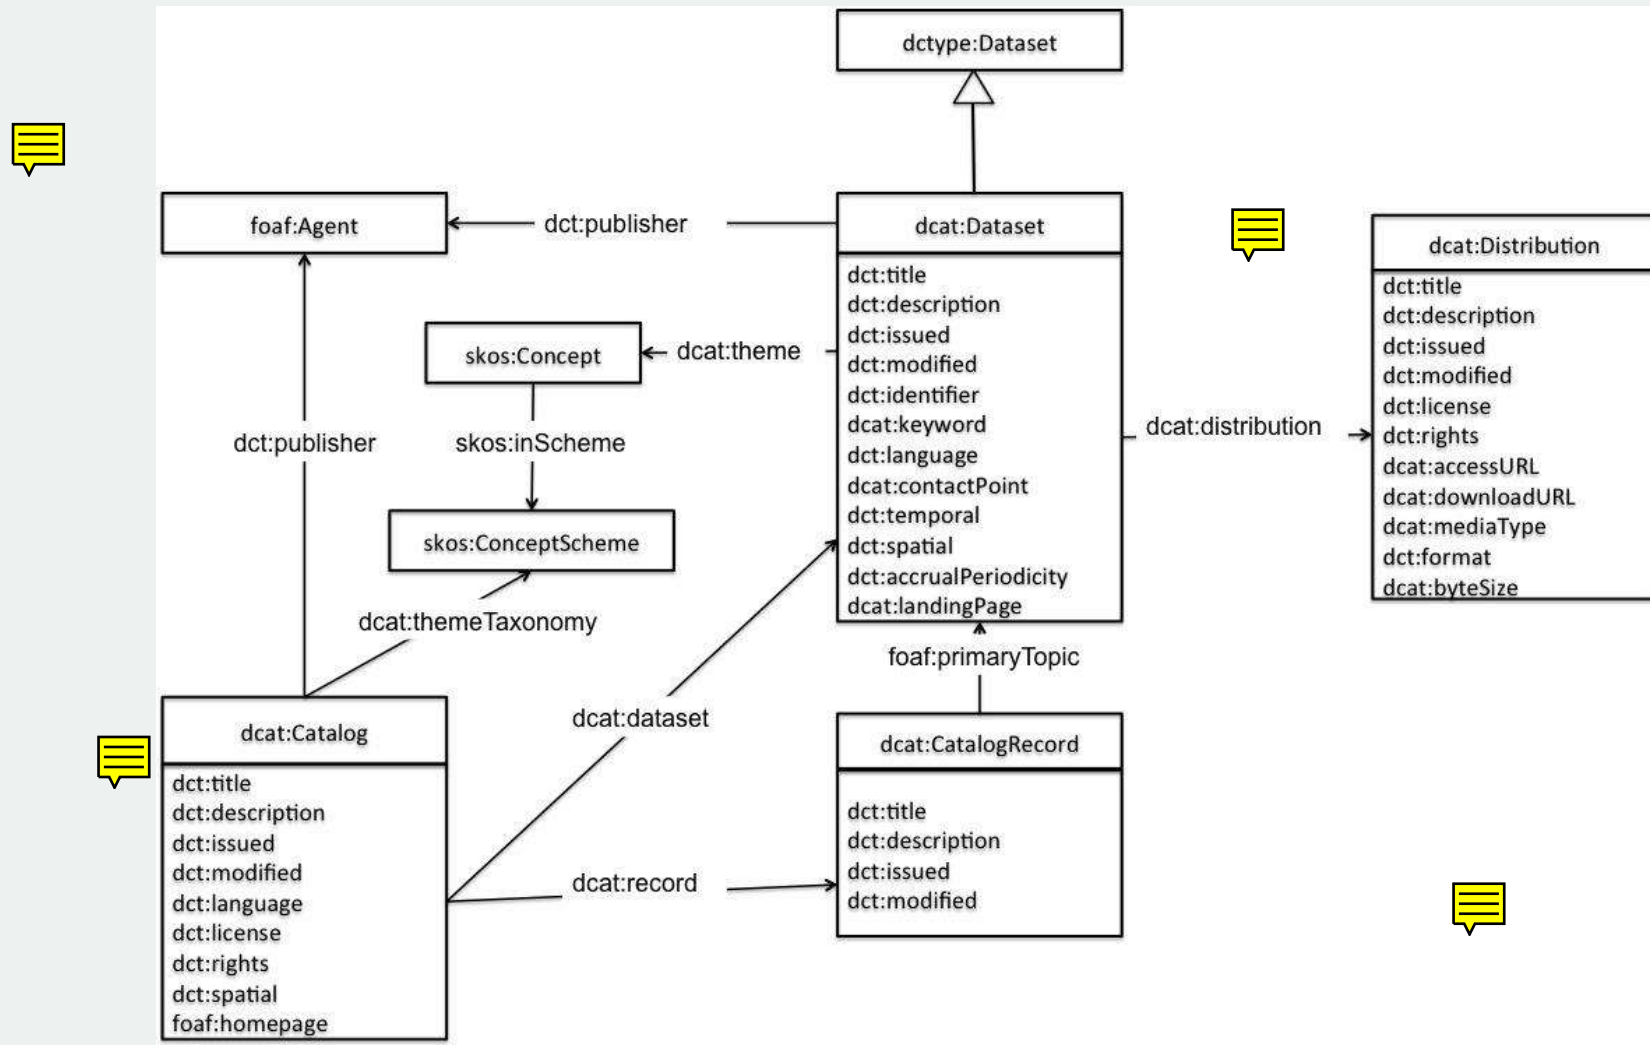 dctype:Dataset
foaf:Agent
dct:publisher
dcat:Dataset
dct:title
dct:description
dct:issued
dct:modified
dct:identifier
dcat:keyword
dct:language
dcat:contactPoint
dct:temporal
dct:spatial
dct:accrualPeriodicity
dcat:landingPage
dcat:distribution
dcat:Distribution
dct:title
dct:description
dct:issued
dct:modified
dct:license
dct:rights
dcat:accessURL
dcat:downloadURL
dcat:mediaType
dct:format
dcat:byteSize
skos:Concept
dcat:theme
dct:publisher
skos:inScheme
skos:ConceptScheme
dcat:themeTaxonomy
foaf:primaryTopic
dcat:dataset
dcat:Catalog
dct:title
dct:description
dct:issued
dct:modified
dct:language
dct:license
dct:rights
dct:spatial
foaf:homepage
dcat:record
dcat:CatalogRecord
dct:title
dct:description
dct:issued
dct:modified